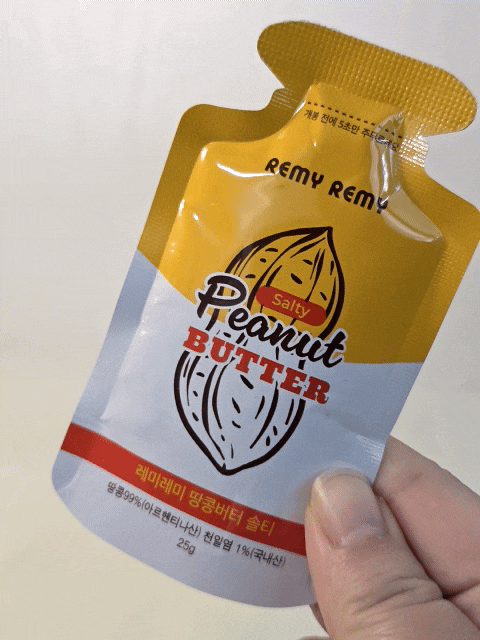 개봉 전에 5초만 주무르세요
REMY REMY
Salty
Peanut
BUTTER
레미레미 땅콩버터 솔티
땅콩99%(아르헨티나산) 천일염 1%(국내산)
25g